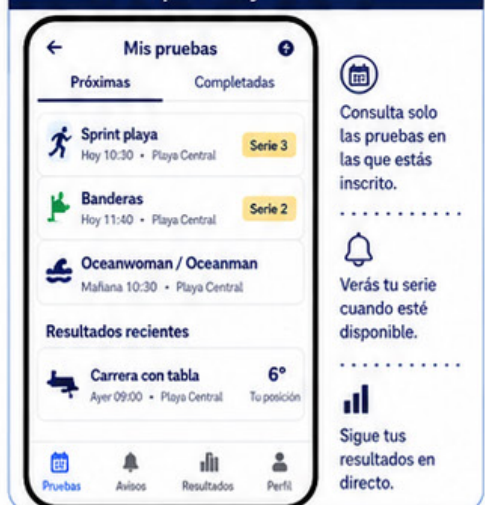 Mis pruebas
Próximas
Completadas
Sprint playa
Hoy 10:30 • Playa Central
Serie 3
Banderas
Hoy 11:40 • Playa Central
Serie 2
Oceanwoman / Oceanman
Mañana 10:30 • Playa Central
Resultados recientes
Carrera con tabla
Ayer 09:00 • Playa Central
6°
Tu posición
Pruebas
Avisos
Resultados
Perfil
Consulta solo
las pruebas en
las que estás
inscrito.
Verás tu serie
cuando esté
disponible.
Sigue tus
resultados en
directo.